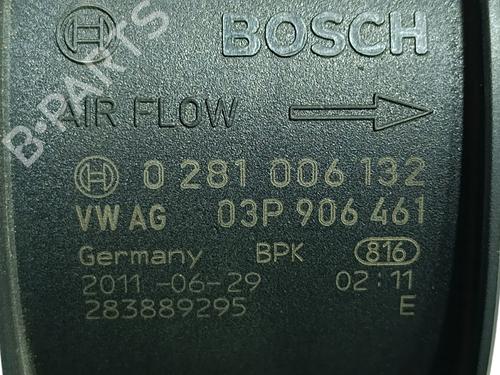 BOSCH
B-PARTS
AIR FLOW
0 281 006 132
VW AG 03P 906 461
Germany BPK 816
2011-06-29 02:11
283889295 E